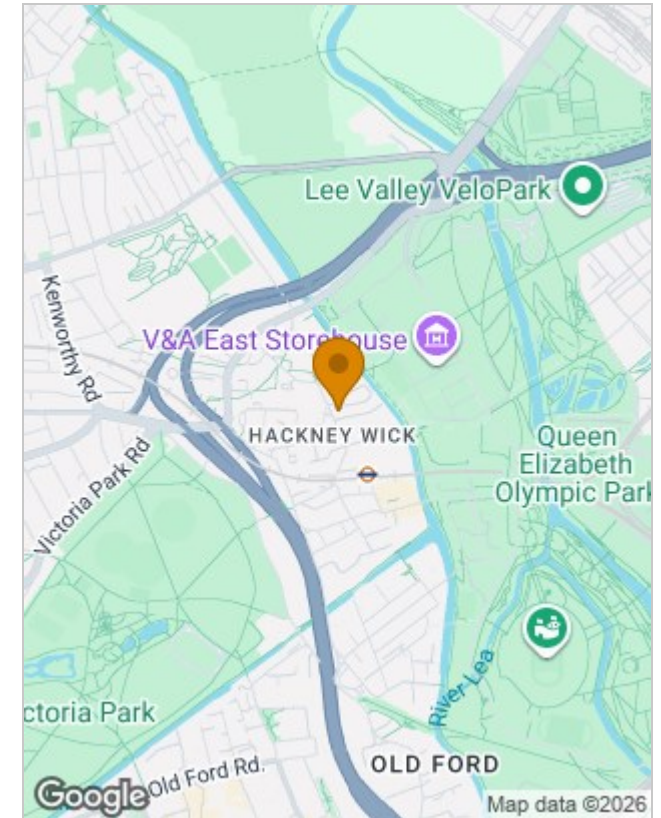 Lee Valley VeloPark
Kenworthy Rd
V&A East Storehouse
HACKNEY WICK
Queen
Elizabeth
Olympic Park
Victoria Park Rd
River Lea
ctoria Park
OLD FORD
Old Ford Rd.
Google
Map data ©2026